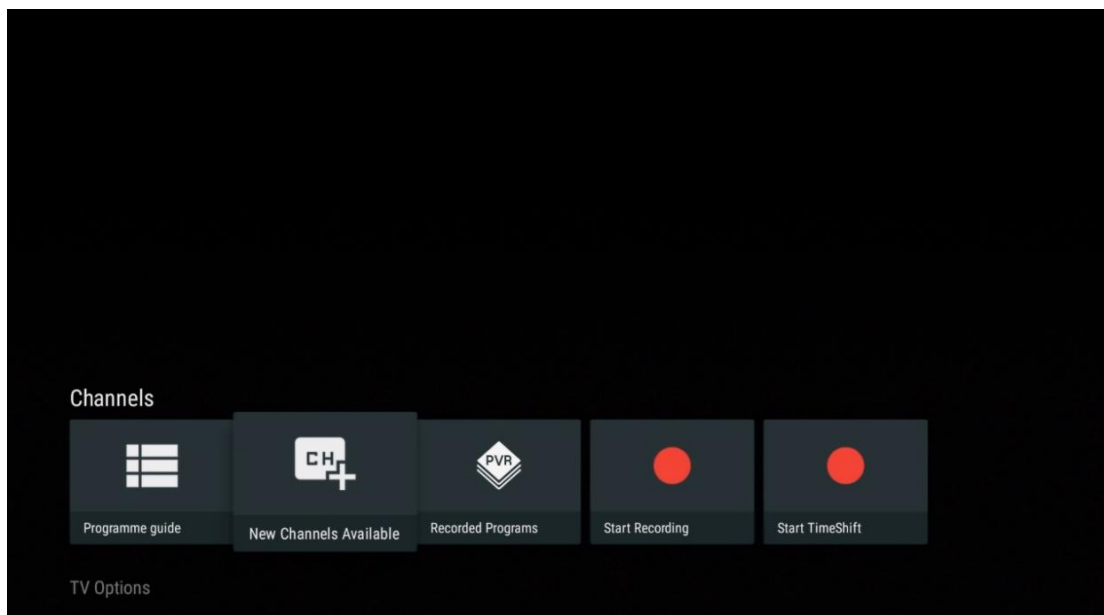 Channels
CH
PVR
Programme guide
New Channels Available
Recorded Programs
Start Recording
Start TimeShift
TV Options